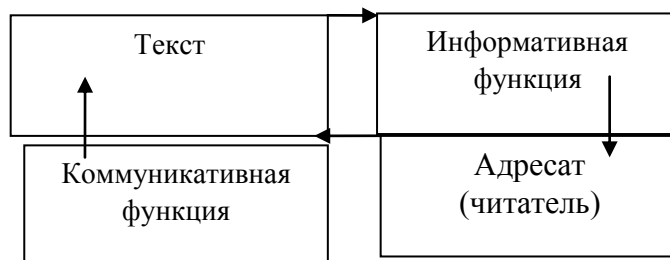 Текст
Информативная
функция
Коммуникативная
функция
Адресат
(читатель)